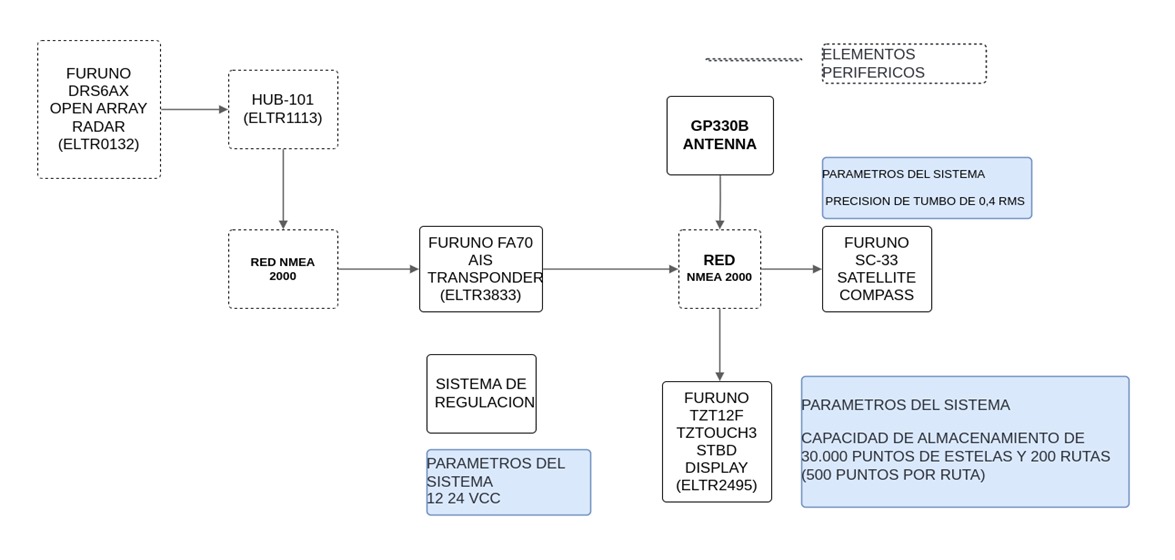 FURUNO
DRS6AX
OPEN ARRAY
RADAR
(ELTR0132)
HUB-101
(ELTR1113)
ELEMENTOS
PERIFERICOS
GP330B
ANTENNA
PARAMETROS DEL SISTEMA
PRECISION DE TUMBO DE 0,4 RMS
RED NMEA
2000
FURUNO FA70
AIS
TRANSPONDER
(ELTR3833)
RED
NMEA 2000
FURUNO
SC-33
SATELLITE
COMPASS
SISTEMA DE
REGULACION
PARAMETROS DEL
SISTEMA
12 24 VCC
FURUNO
TZT12F
TZTOUCH3
STBD
DISPLAY
(ELTR2495)
PARAMETROS DEL SISTEMA
CAPACIDAD DE ALMACENAMIENTO DE
30.000 PUNTOS DE ESTELAS Y 200 RUTAS
(500 PUNTOS POR RUTA)